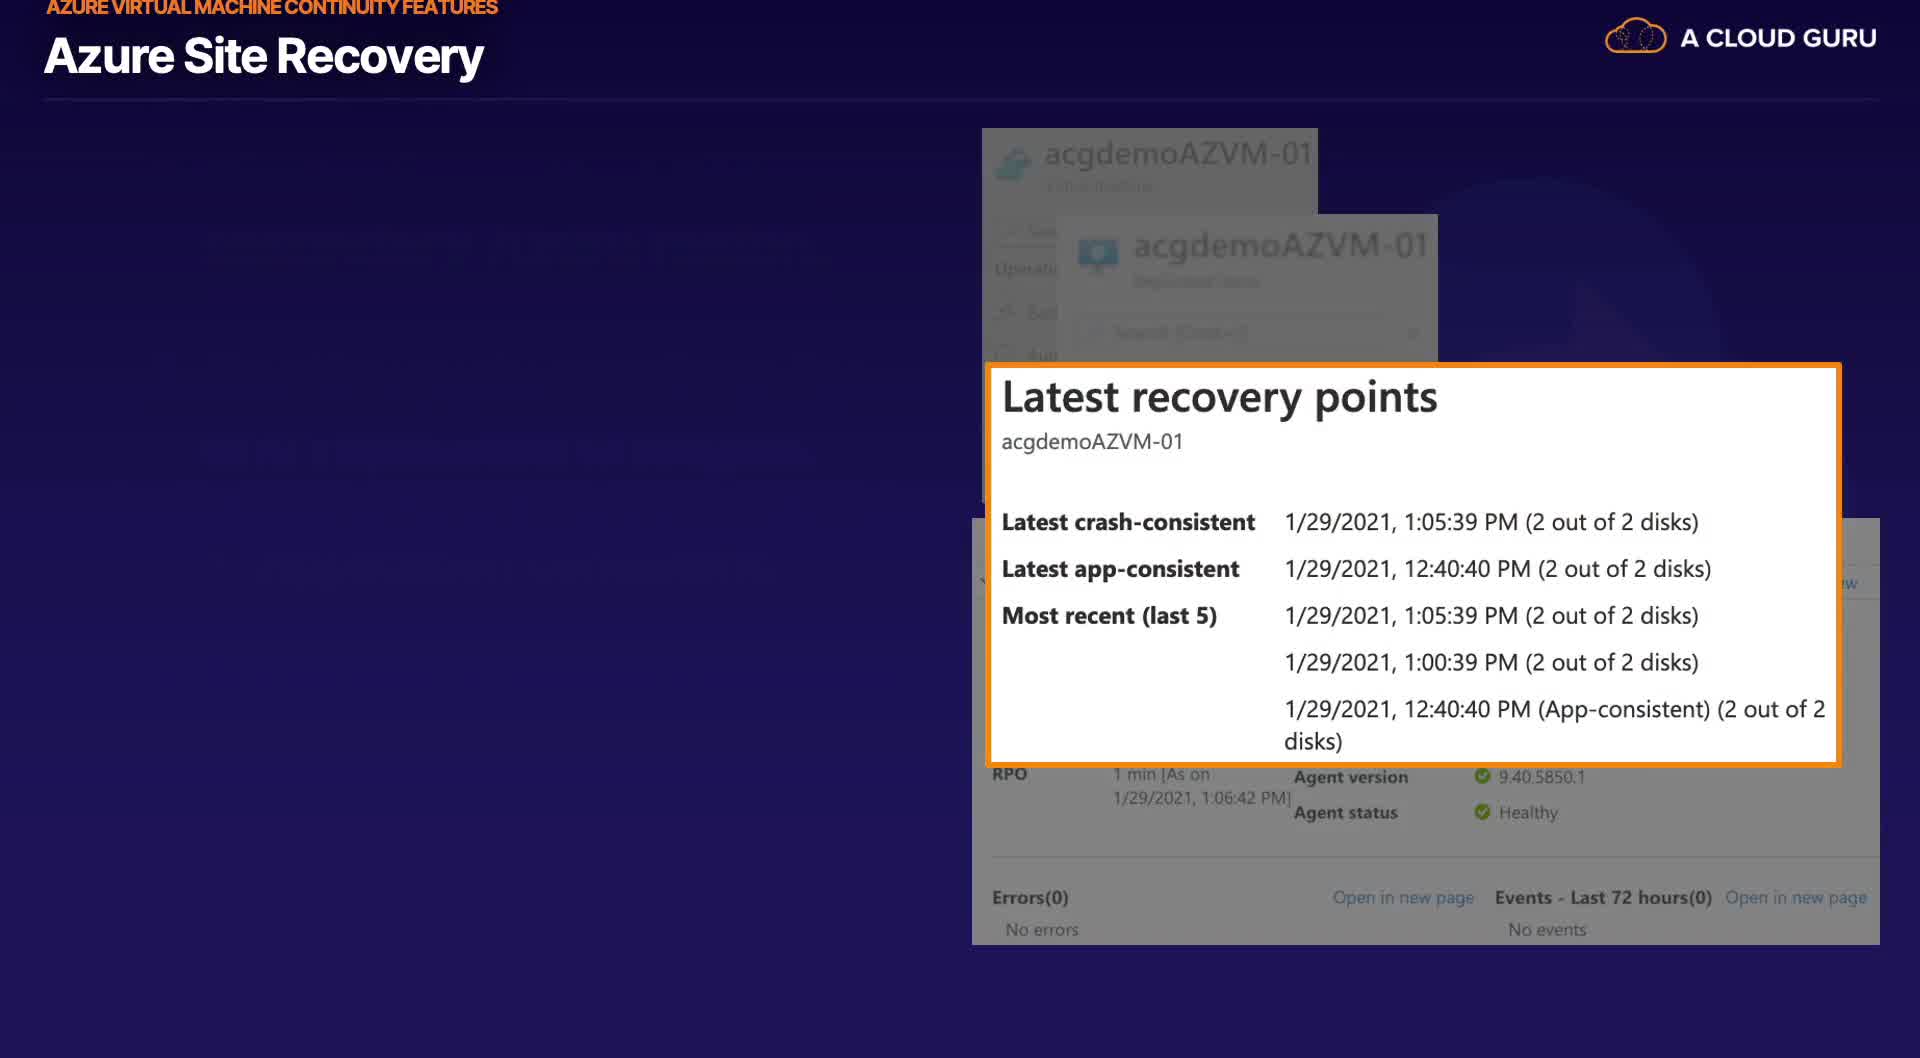 AZURE VIRTUAL MACHINE CONTINUITY FEATURES
Azure Site Recovery
A CLOUD GURU
acgdemoAZVM-01
acgdemoAZVM-01
Latest recovery points
acgdemoAZVM-01
Latest crash-consistent 1/29/2021, 1:05:39 PM (2 out of 2 disks)
Latest app-consistent 1/29/2021, 12:40:40 PM (2 out of 2 disks)
Most recent (last 5) 1/29/2021, 1:05:39 PM (2 out of 2 disks)
1/29/2021, 1:00:39 PM (2 out of 2 disks)
1/29/2021, 12:40:40 PM (App-consistent) (2 out of 2
disks)
RPO 1 min [As on
1/29/2021, 1:06:42 PM]
Agent version 9.40.5850.1
Agent status Healthy
Errors(0) Open in new page
No errors
Events - Last 72 hours(0) Open in new page
No events